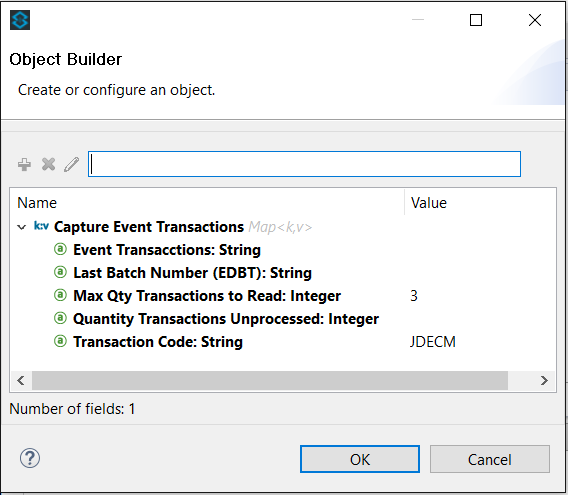 Object Builder
Create or configure an object.
Name Value
k:v Capture Event Transactions Map<k,v>
a Event Transacctions: String
a Last Batch Number (EDBT): String
a Max Qty Transactions to Read: Integer 3
a Quantity Transactions Unprocessed: Integer
a Transaction Code: String JDECM
Number of fields: 1
? OK Cancel